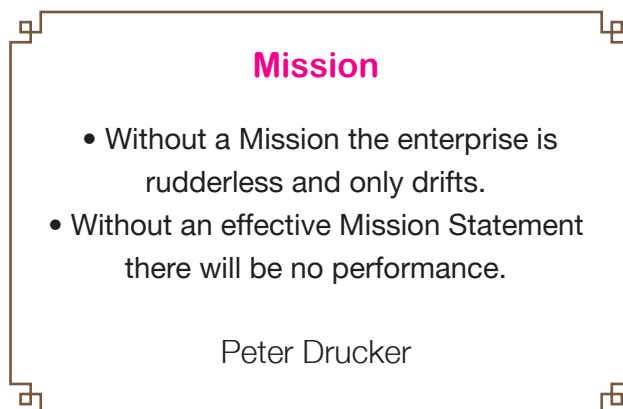 Mission
• Without a Mission the enterprise is
rudderless and only drifts.
• Without an effective Mission Statement
there will be no performance.
Peter Drucker